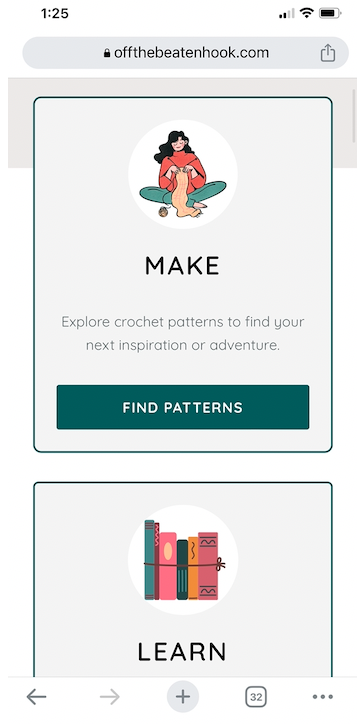 1:25
offthebeatenhook.com
MAKE
Explore crochet patterns to find your
next inspiration or adventure.
FIND PATTERNS
LEARN
32